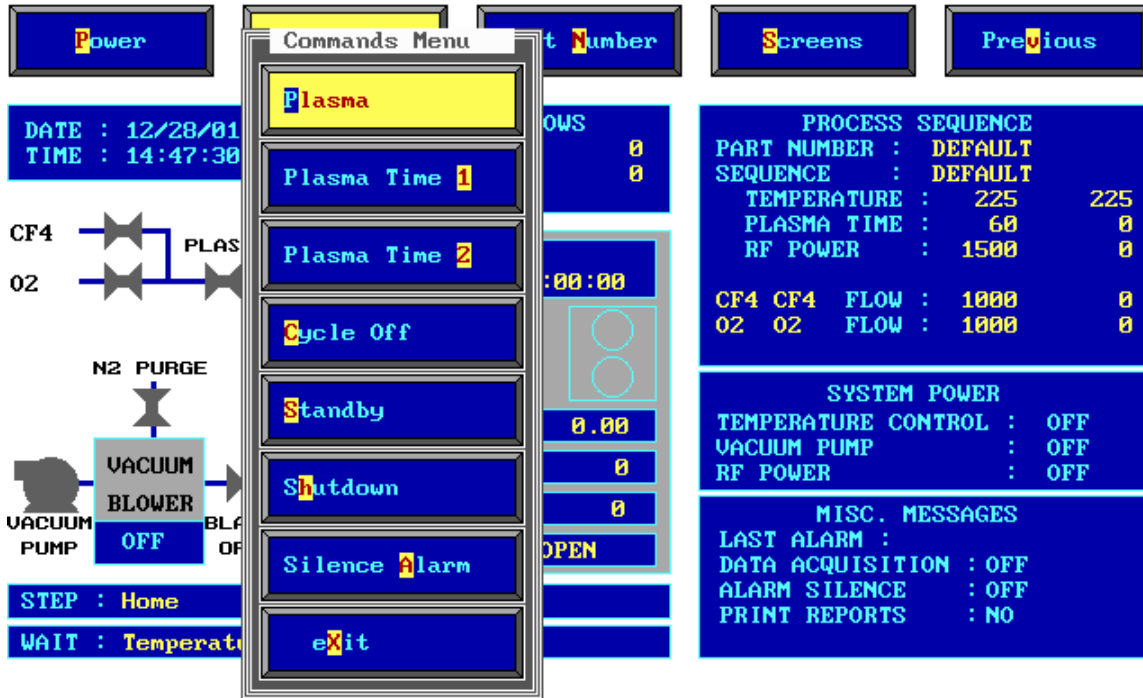 Power
t Number
Screens
PreVious
Commands Menu
Plasma
Plasma Time 1
Plasma Time 2
Cycle Off
Standby
Shutdown
Silence Alarm
eXit
DATE : 12/28/01
TIME : 14:47:30
OWS
0
0
CF4
PLAS
O2
:00:00
N2 PURGE
VACUUM
BLOWER
OFF
VACUUM
PUMP
BLA
OF
0.00
0
0
OPEN
STEP : Home
WAIT : Temperatu
PROCESS SEQUENCE
PART NUMBER : DEFAULT
SEQUENCE : DEFAULT
TEMPERATURE : 225 225
PLASMA TIME : 60 0
RF POWER : 1500 0
CF4 CF4 FLOW : 1000 0
O2 O2 FLOW : 1000 0
SYSTEM POWER
TEMPERATURE CONTROL : OFF
VACUUM PUMP : OFF
RF POWER : OFF
MISC. MESSAGES
LAST ALARM :
DATA ACQUISITION : OFF
ALARM SILENCE : OFF
PRINT REPORTS : NO